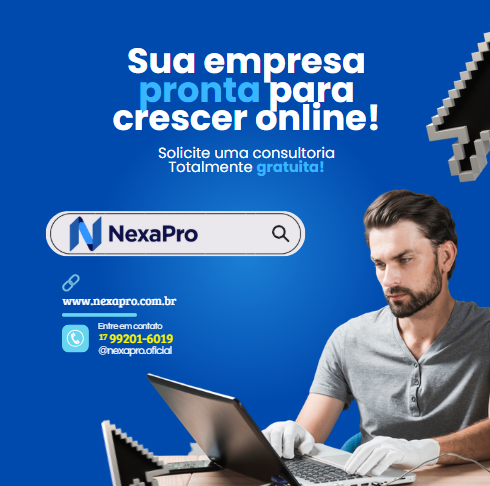 Sua empresa
pronta para
crescer online!
Solicite uma consultoria
Totalmente gratuita!
NexaPro
www.nexapro.com.br
Entre em contato
17 99201-6019
@nexapro.oficial